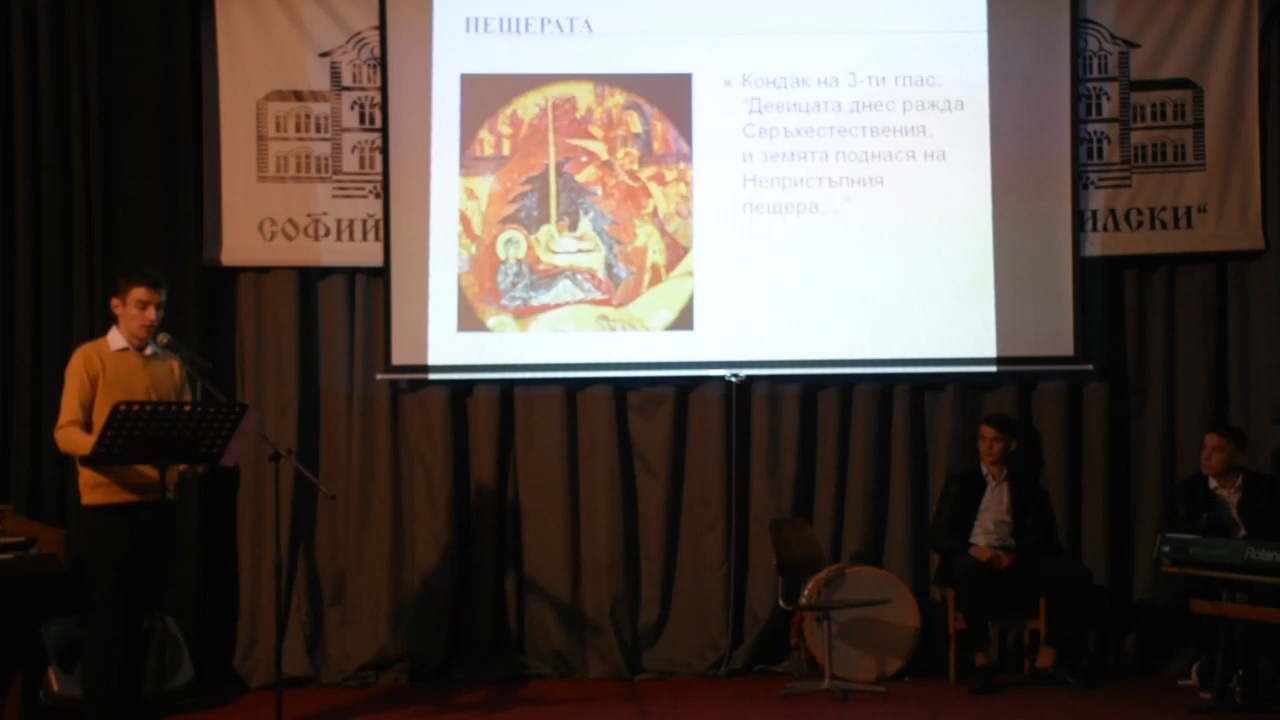 ПЕЩЕРАТА
Кондак на 3-ти глас:
"Девицата днес ражда
Свръхестествения,
и земята поднася на
Непристъпния
пещера...."
СОФИЙ
ИЛСКИ"
Roland